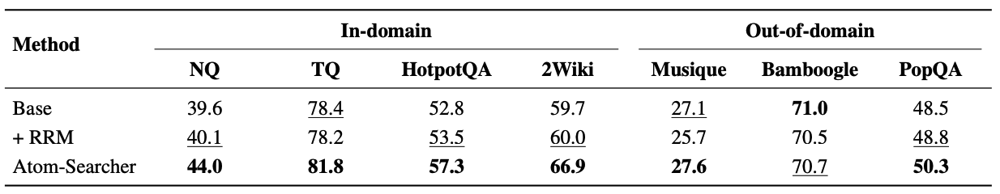 Method In-domain Out-of-domain
NQ TQ HotpotQA 2Wiki Musique Bamboogle PopQA
Base 39.6 78.4 52.8 59.7 27.1 71.0 48.5
+ RRM 40.1 78.2 53.5 60.0 25.7 70.5 48.8
Atom-Searcher 44.0 81.8 57.3 66.9 27.6 70.7 50.3